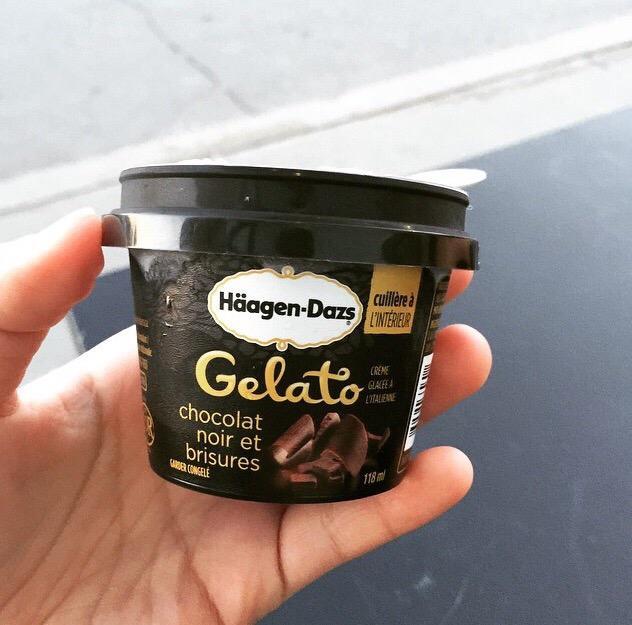 Häagen-Dazs
cuillère à
L'INTÉRIEUR
Gelato
CRÈME
GLACÉE À
L'ITALIENNE
chocolat
noir et
brisures
GARDER CONGELÉ
118 ml